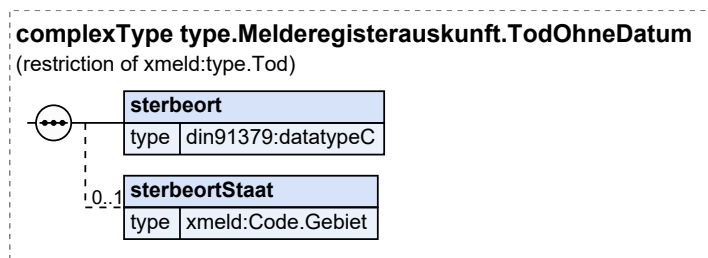 complexType type.Melderegisterauskunft.TodOhneDatum
(restriction of xmeld:type.Tod)
sterbeort
type din91379:datatypeC
0..1
sterbeortStaat
type xmeld:Code.Gebiet